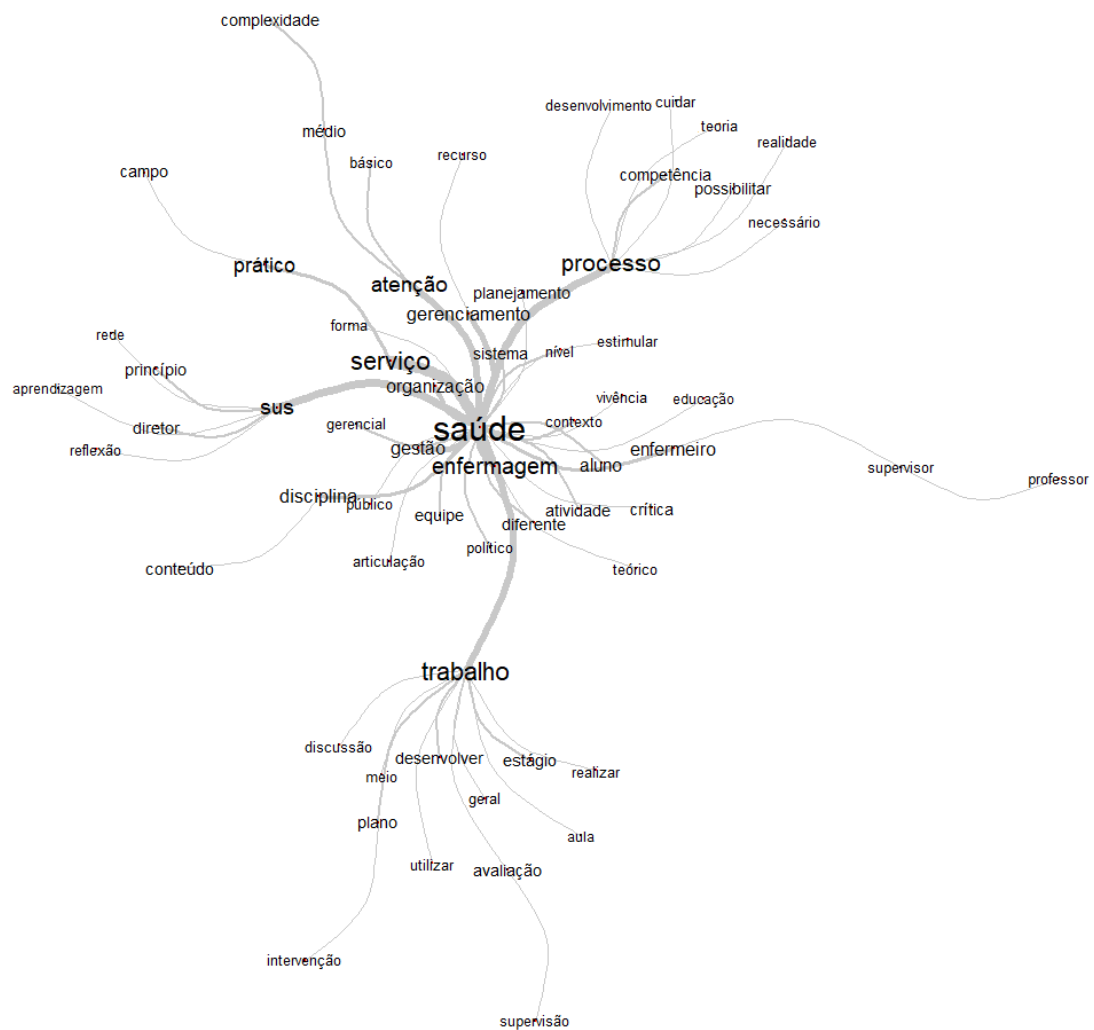 complexidade
desenvolvimento
cuidar
teoria
médio
realidade
básico
recurso
campo
competência
possibilitar
necessário
prático
processo
atenção
planejamento
gerenciamento
forma
rede
estimular
sistema
nível
serviço
princípio
organização
aprendizagem
vivência
educação
sus
contexto
gerencial
diretor
saúde
reflexão
gestão
enfermeiro
enfermagem
aluno
supervisor
professor
disciplina
público
atividade
crítica
equipe
diferente
político
articulação
conteúdo
teórico
trabalho
discussão
desenvolver
estágio
realizar
meio
geral
plano
aula
utilizar
avaliação
intervenção
supervisão